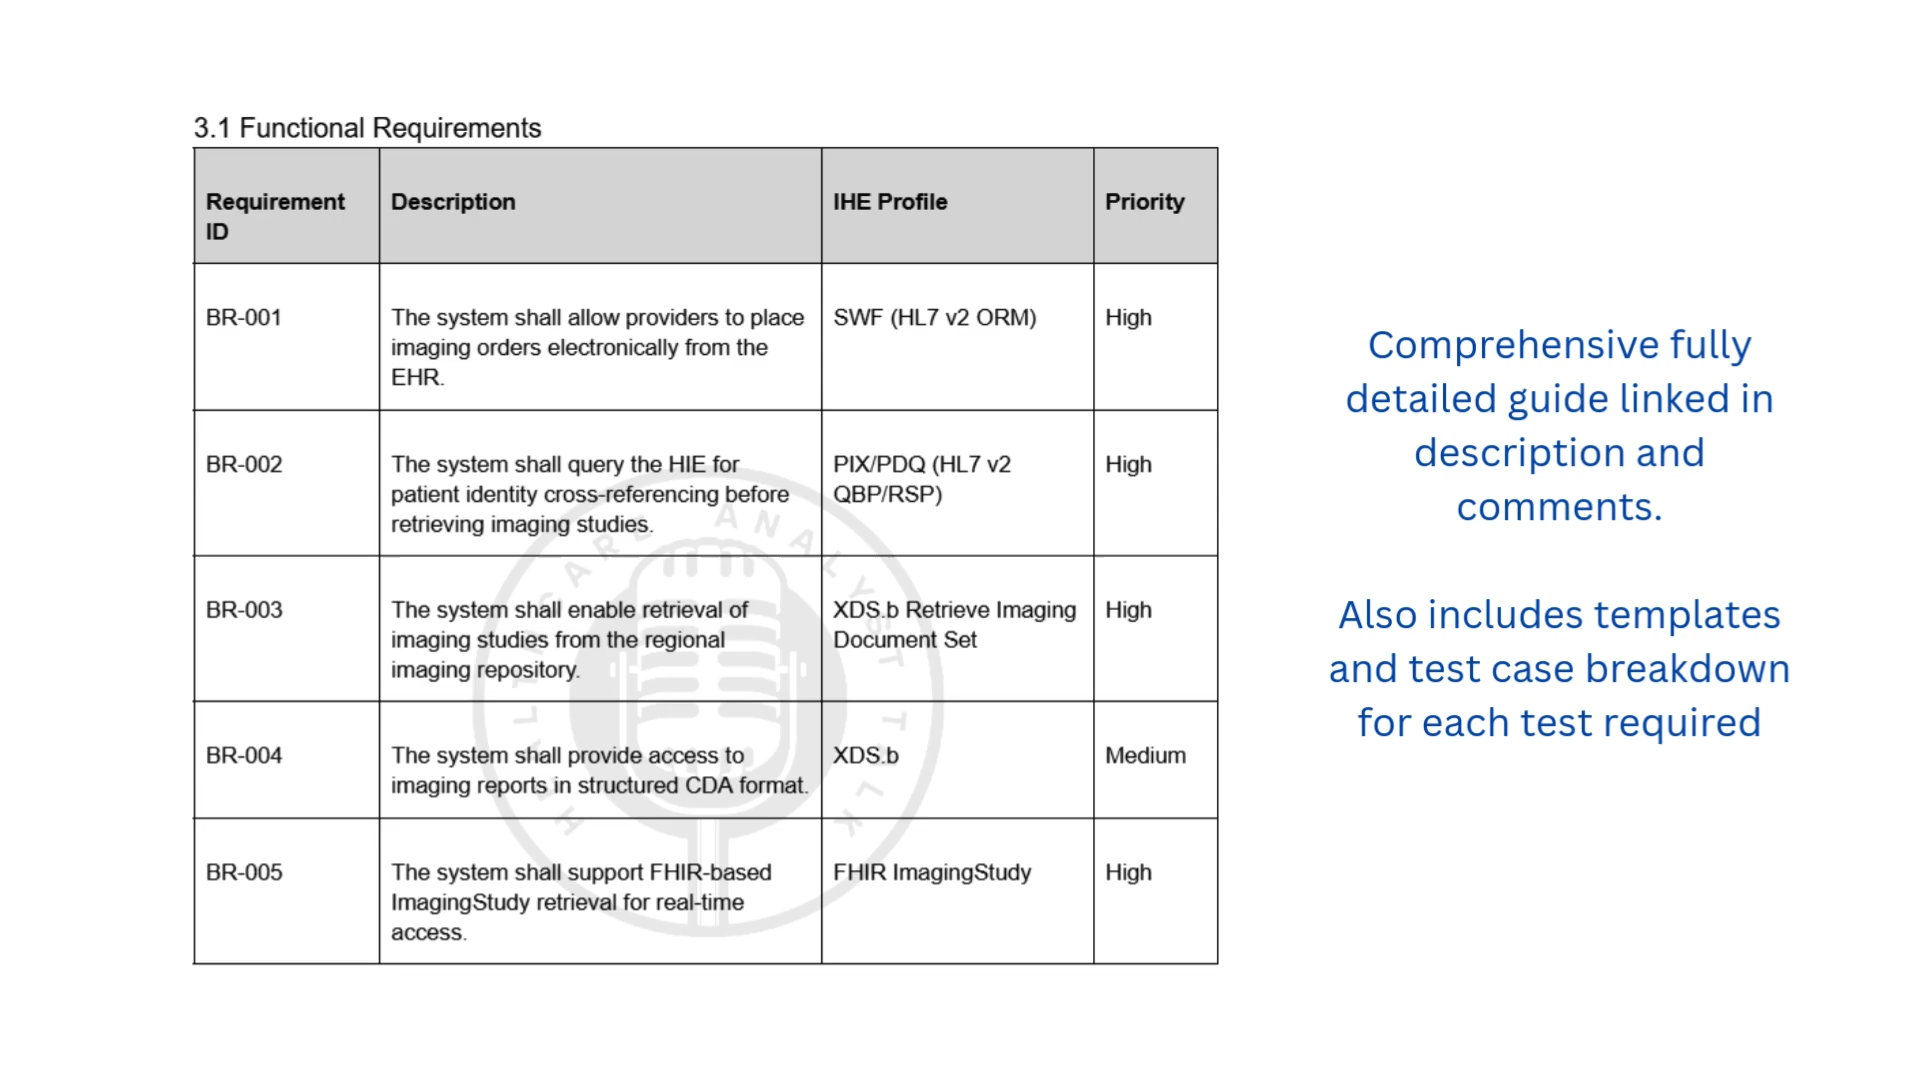 3.1 Functional Requirements
Requirement ID
Description
IHE Profile
Priority
BR-001
The system shall allow providers to place
imaging orders electronically from the
EHR.
SWF (HL7 v2 ORM)
High
BR-002
The system shall query the HIE for
patient identity cross-referencing before
retrieving imaging studies.
PIX/PDQ (HL7 v2
QBP/RSP)
High
BR-003
The system shall enable retrieval of
imaging studies from the regional
imaging repository.
XDS.b Retrieve Imaging
Document Set
High
BR-004
The system shall provide access to
imaging reports in structured CDA format.
XDS.b
Medium
BR-005
The system shall support FHIR-based
ImagingStudy retrieval for real-time
access.
FHIR ImagingStudy
High
HEALTHCARE ANALYST TALK
Comprehensive fully
detailed guide linked in
description and
comments.
Also includes templates
and test case breakdown
for each test required